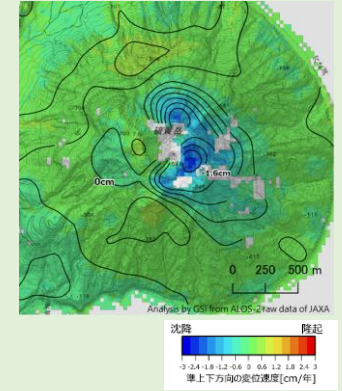 硫黄岳
0cm
-1.6cm
0 250 500 m
Analysis by GSI from ALOS-2 raw data of JAXA
沈降 隆起
-3 -2.4 -1.8 -1.2 -0.6 0 0.6 1.2 1.8 2.4 3
準上下方向の変位速度[cm/年]